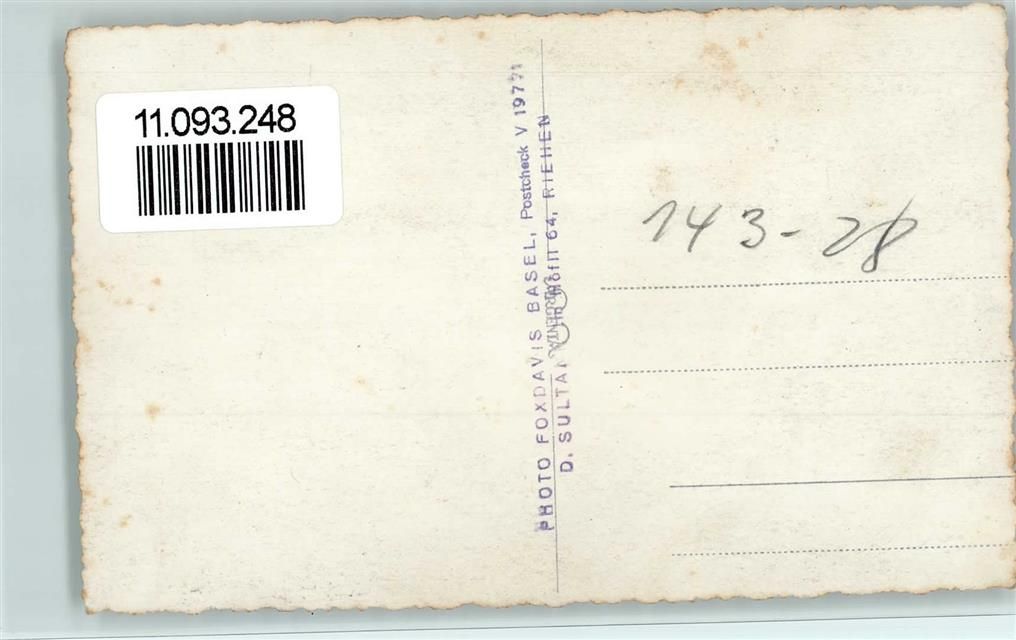 11.093.248
PHOTO FOXDAVIS BASEL, Postcheck V 19771
D. SULTAN 64, RIEHEN
143-28